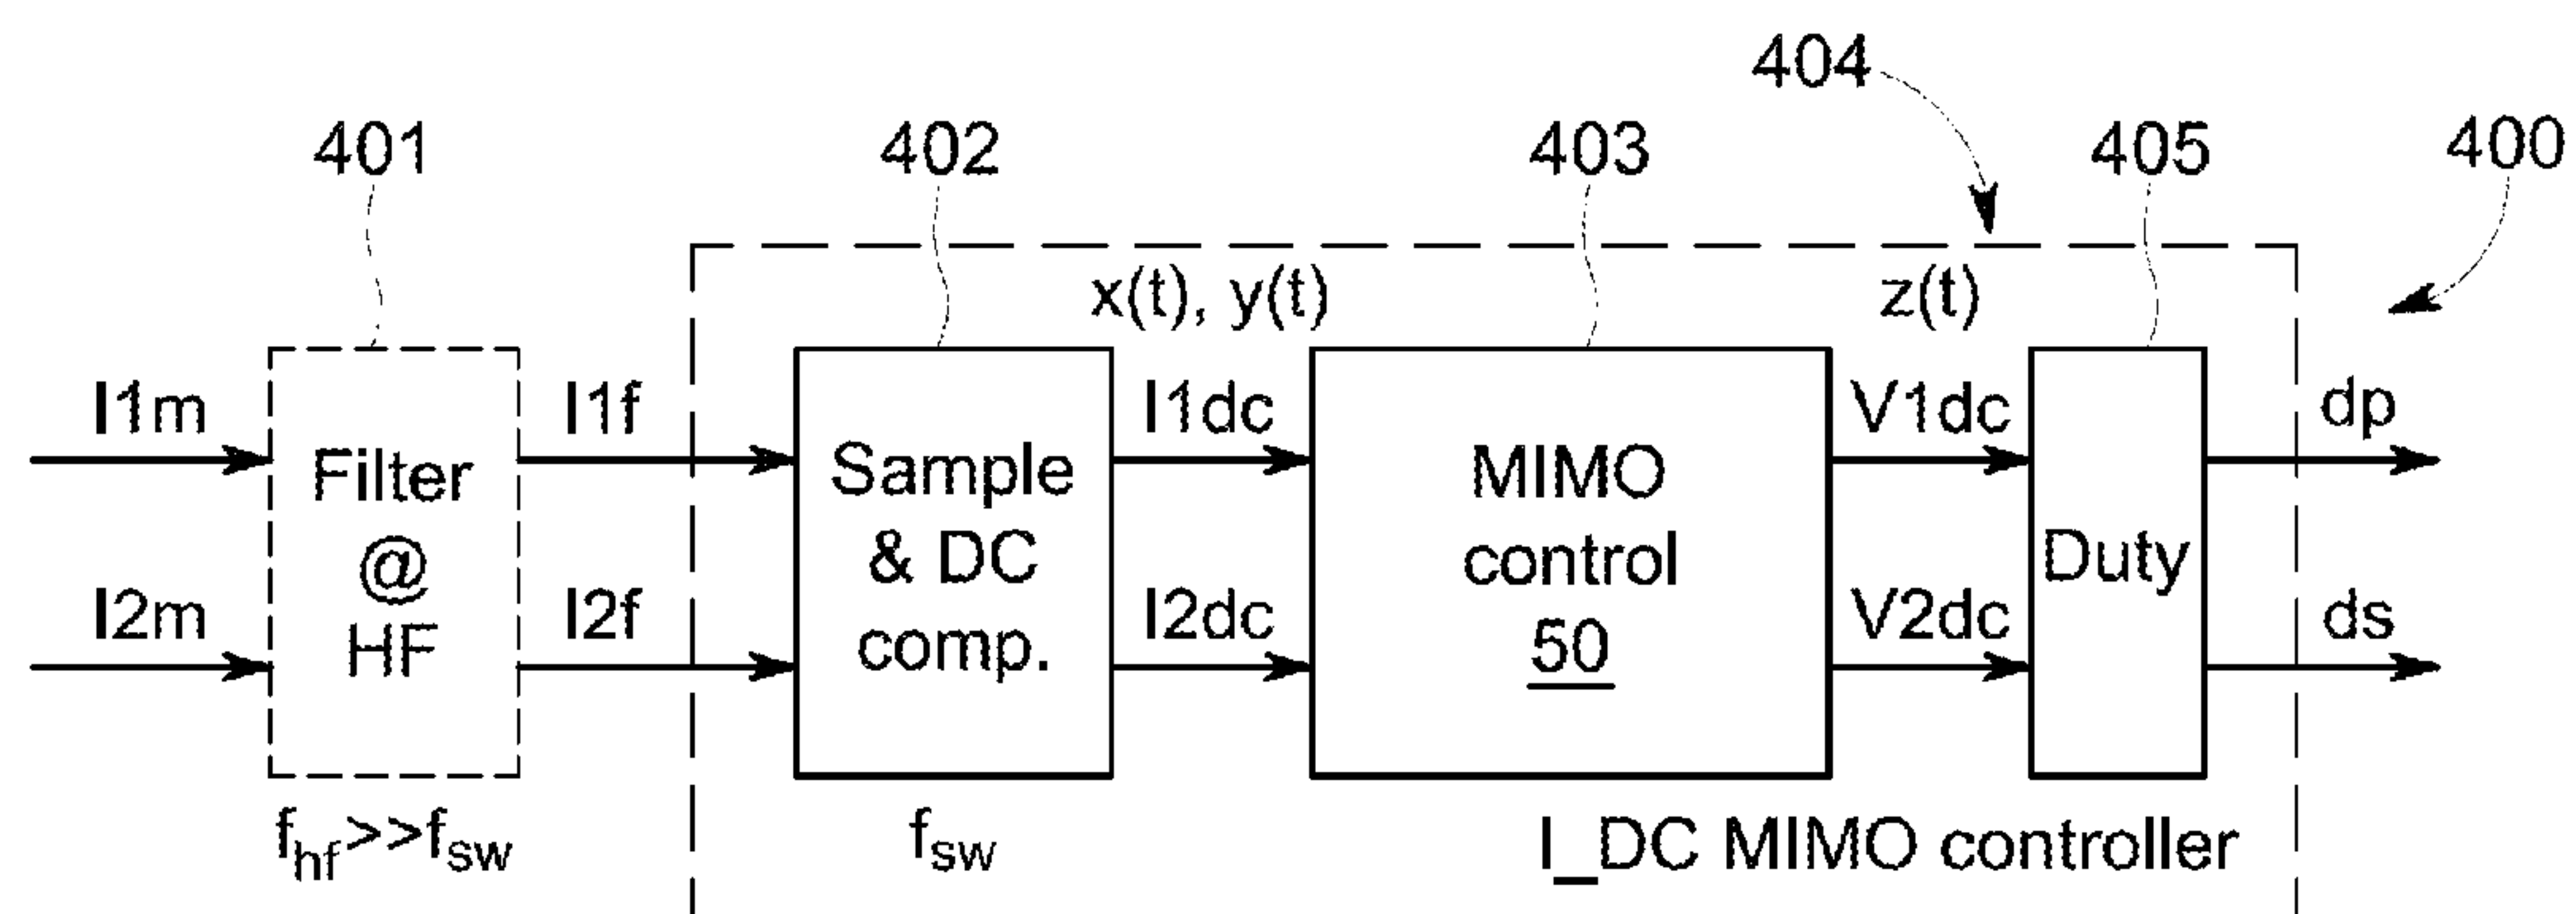 404
401
402
403
405
400
x(t), y(t)
z(t)
I1m
I1f
I1dc
V1dc
dp
Filter
@
HF
Sample
& DC
comp.
MIMO
control
50
Duty
I2m
I2f
I2dc
V2dc
ds
fhf>>fsw
fsw
I_DC MIMO controller